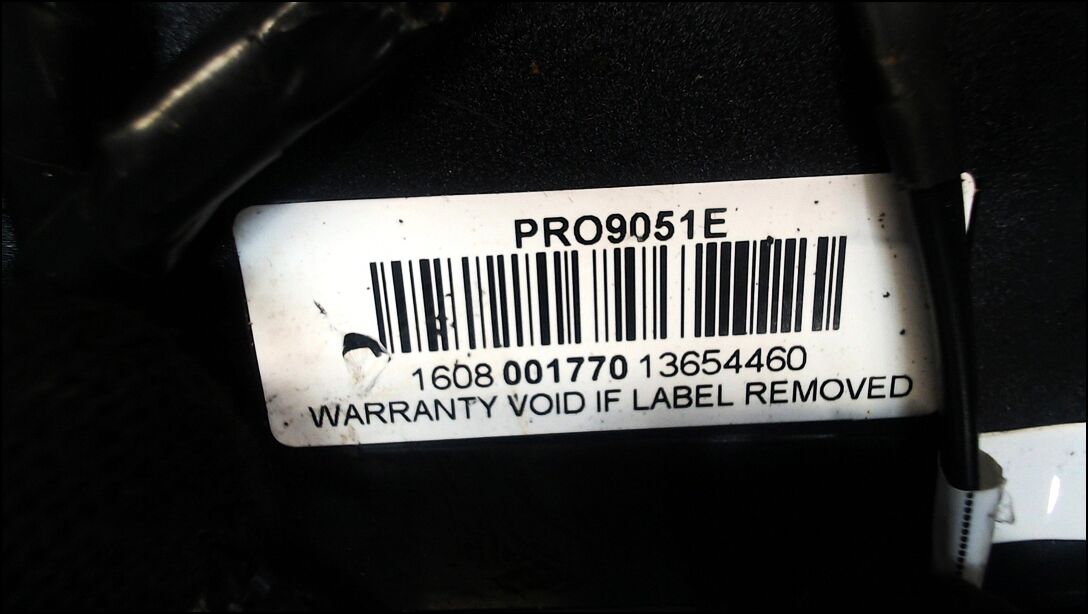 PRO9051E
1608 001770 13654460
WARRANTY VOID IF LABEL REMOVED